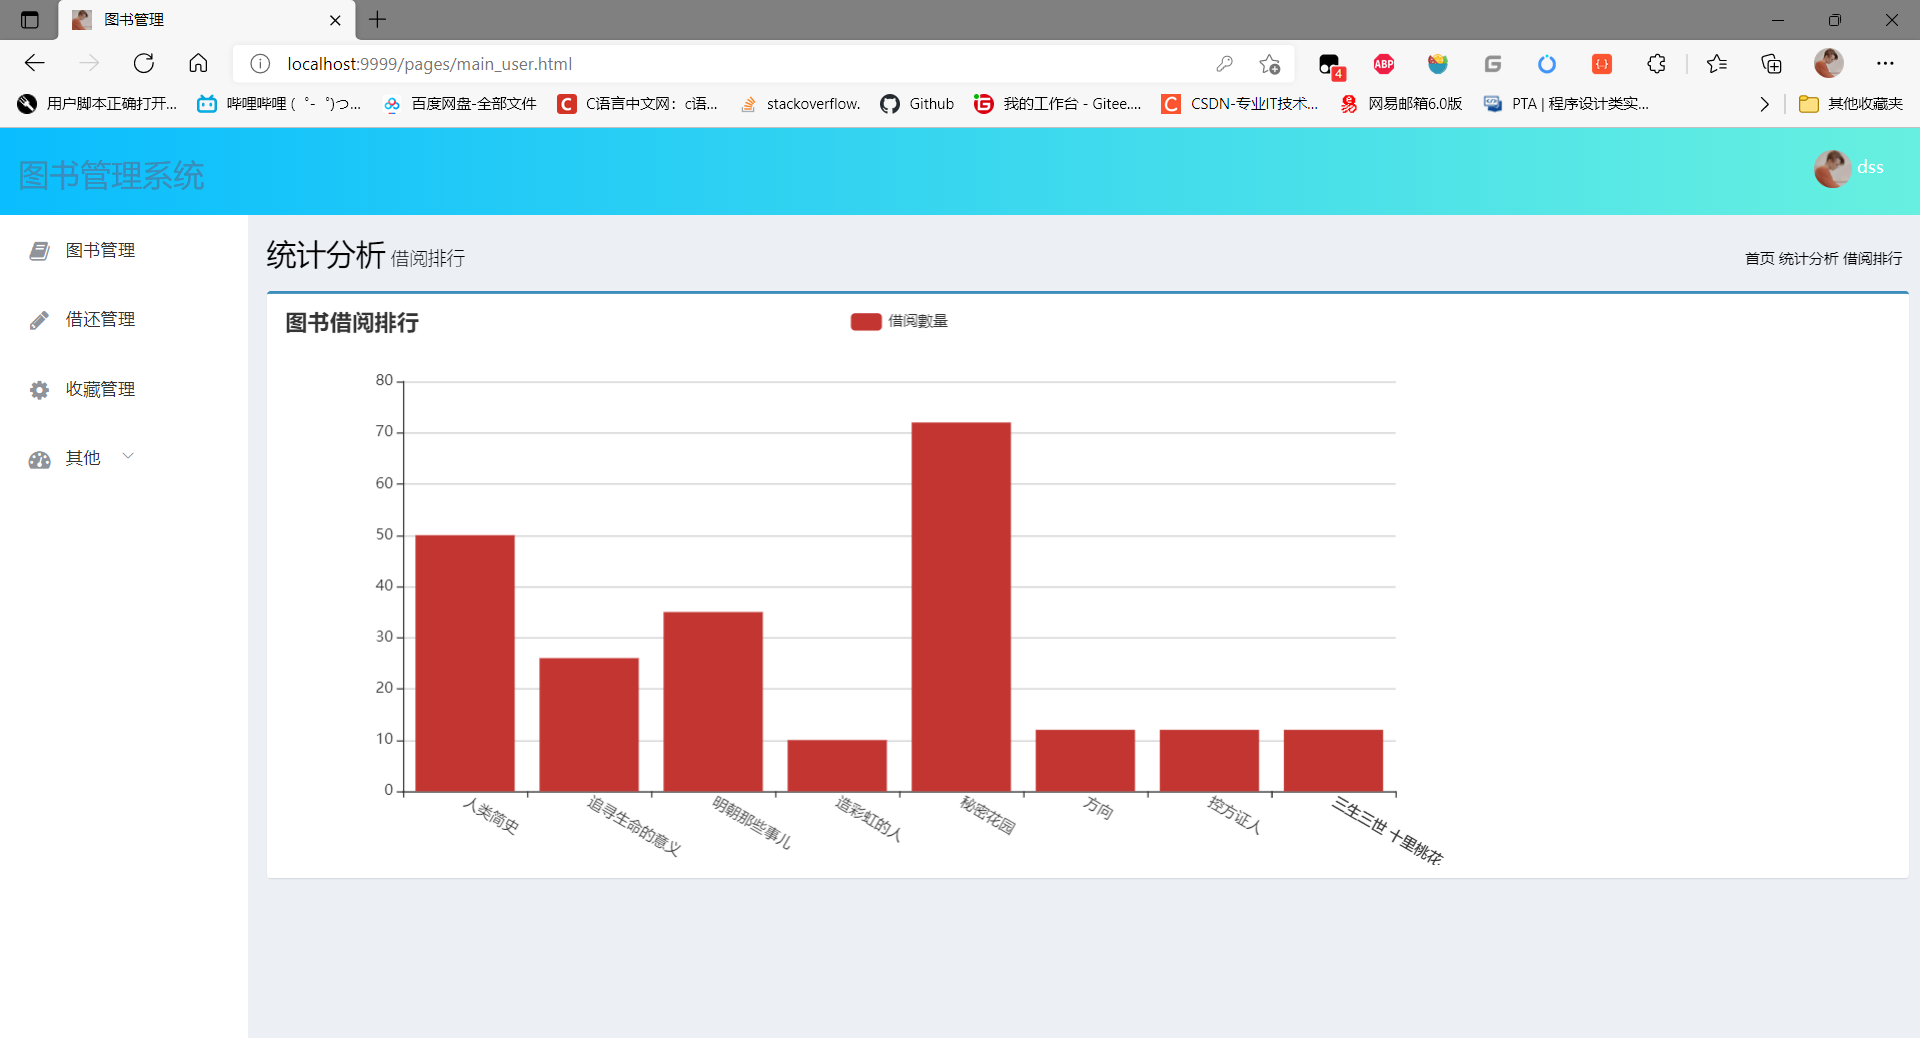 图书管理
localhost:9999/pages/main_user.html
4
ABP
用户脚本正确打开...
哔哩哔哩 (゜-゜)つ...
百度网盘-全部文件
C语言中文网：c语...
stackoverflow.
Github
我的工作台 - Gitee....
CSDN-专业IT技术...
网易邮箱6.0版
PTA | 程序设计类实...
其他收藏夹
图书管理系统
dss
图书管理
借还管理
收藏管理
其他
统计分析 借阅排行
首页 统计分析 借阅排行
图书借阅排行
借阅數量
80
70
60
50
40
30
20
10
0
人类简史
追寻生命的意义
明朝那些事儿
造彩虹的人
秘密花园
方向
控方证人
三生三世 十里桃花